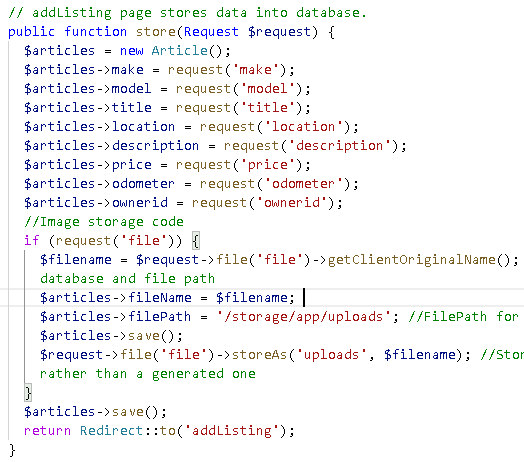 // addListing page stores data into database.
public function store(Request $request) {
$articles = new Article();
$articles->make = request('make');
$articles->model = request('model');
$articles->title = request('title');
$articles->location = request('location');
$articles->description = request('description');
$articles->price = request('price');
$articles->odometer = request('odometer');
$articles->ownerid = request('ownerid');
//Image storage code
if (request('file')) {
$filename = $request->file('file')->getClientOriginalName();
database and file path
$articles->fileName = $filename;
$articles->filePath = '/storage/app/uploads'; //FilePath for
$articles->save();
$request->file('file')->storeAs('uploads', $filename); //Stor
rather than a generated one
}
$articles->save();
return Redirect::to('addListing');
}